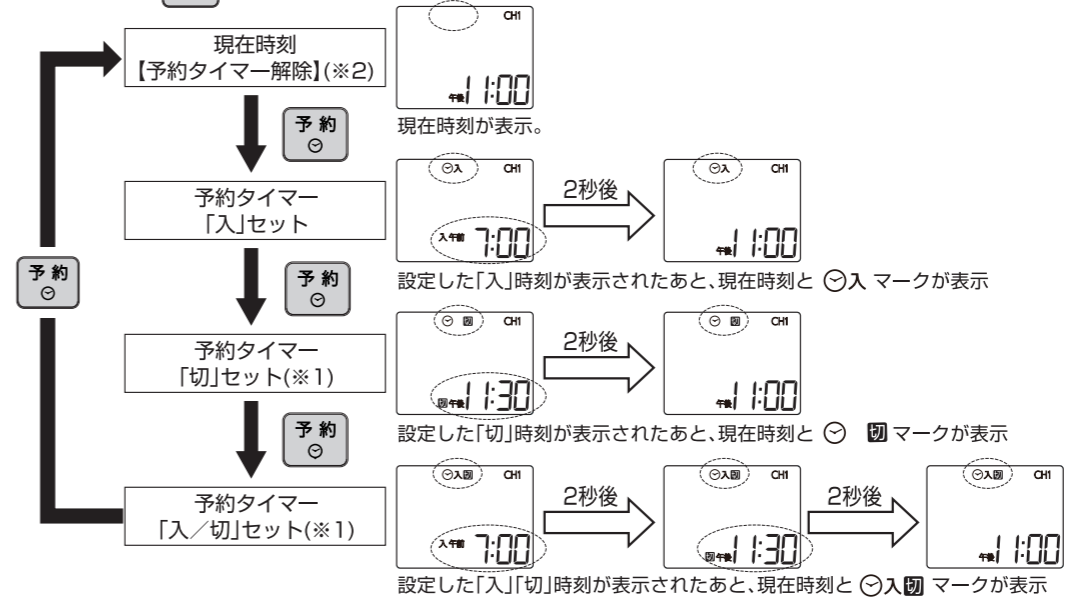 CH1
現在時刻
【予約タイマー解除】(※2)
午後 11:00
現在時刻が表示。
予約
予約タイマー
「入」セット
入 CH1
入午前 7:00
2秒後
入 CH1
午後 11:00
設定した「入」時刻が表示されたあと、現在時刻と 入 マークが表示
予約
予約
予約タイマー
「切」セット(※1)
切 CH1
切午後 11:30
2秒後
切 CH1
午後 11:00
設定した「切」時刻が表示されたあと、現在時刻と 切 マークが表示
予約
予約タイマー
「入/切」セット(※1)
入切 CH1
入午前 7:00
2秒後
入切 CH1
切午後 11:30
2秒後
入切 CH1
午後 11:00
設定した「入」「切」時刻が表示されたあと、現在時刻と 入切 マークが表示